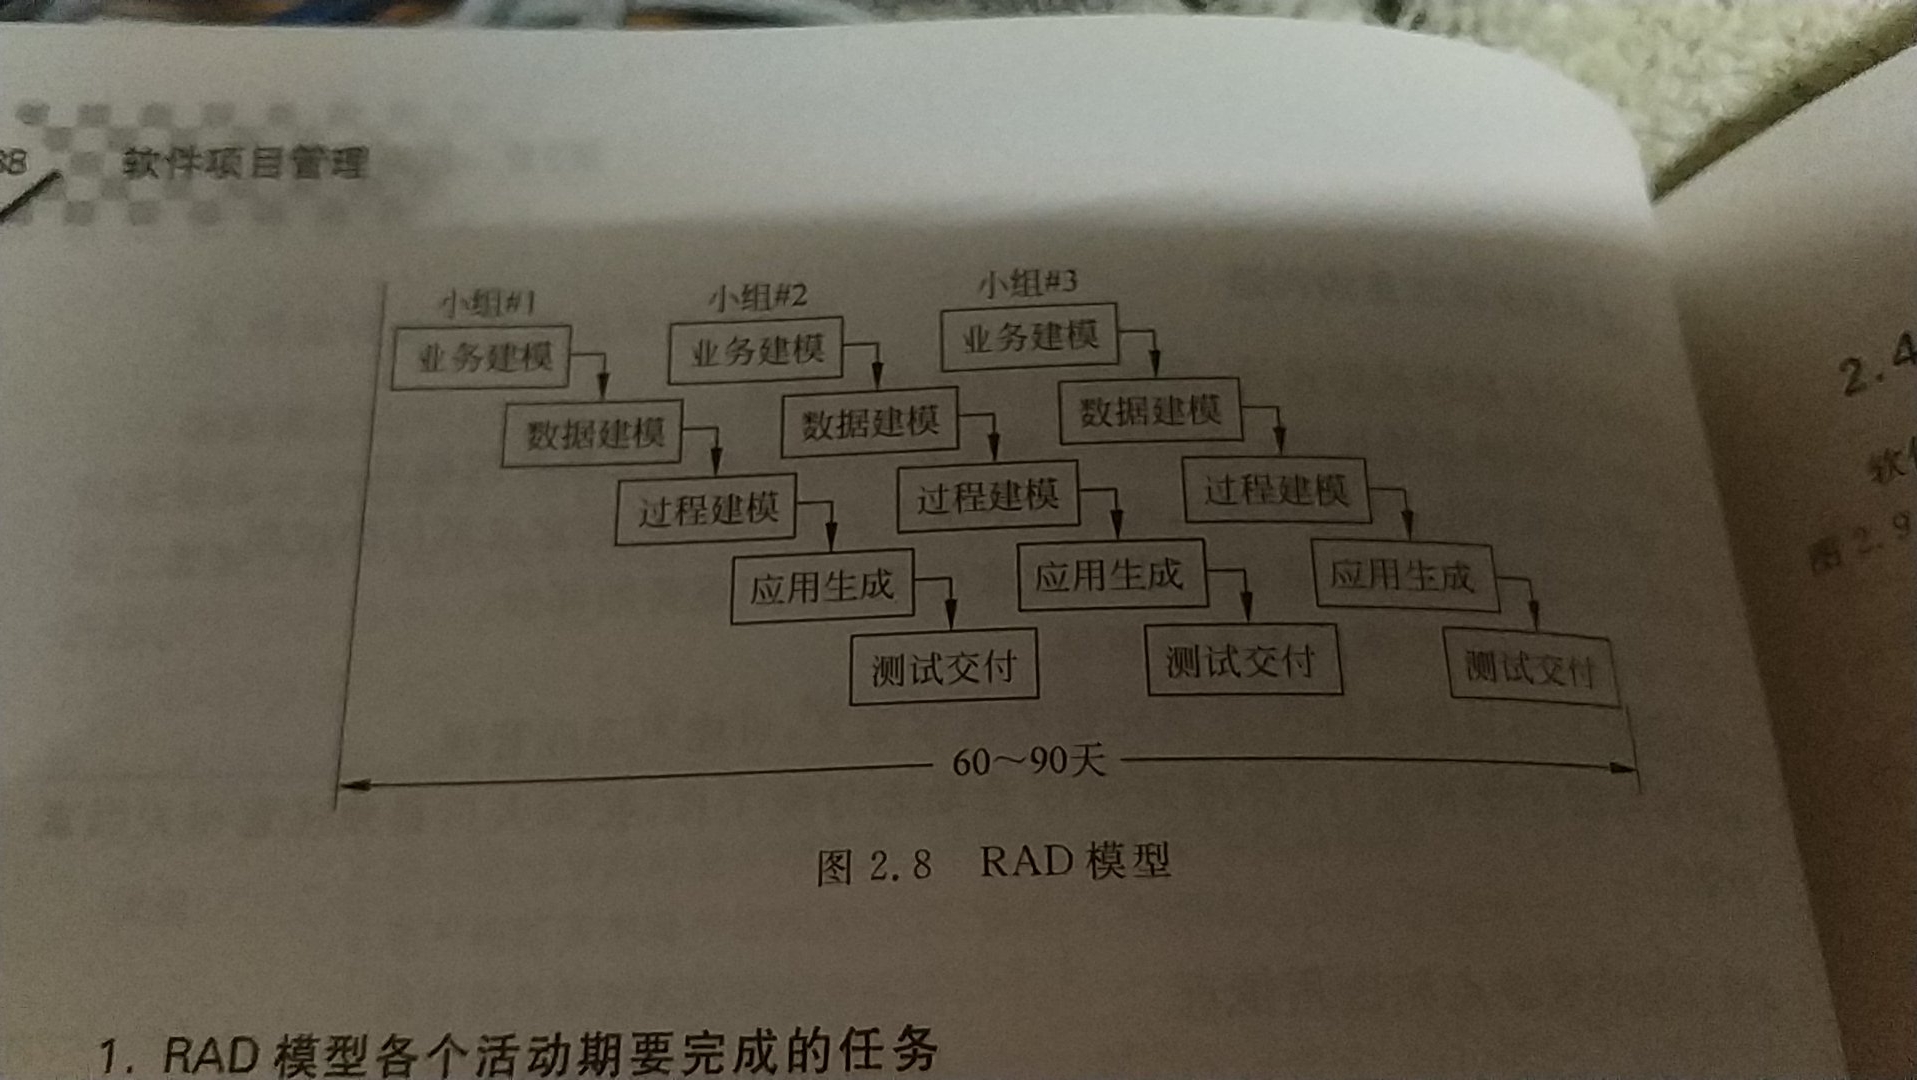 软件项目管理
小组#1 小组#2 小组#3
业务建模 业务建模 业务建模
数据建模 数据建模 数据建模
过程建模 过程建模 过程建模
应用生成 应用生成 应用生成
测试交付 测试交付 测试交付
60～90天
图 2.8 RAD 模型
1. RAD 模型各个活动期要完成的任务
2.4
图 2.9